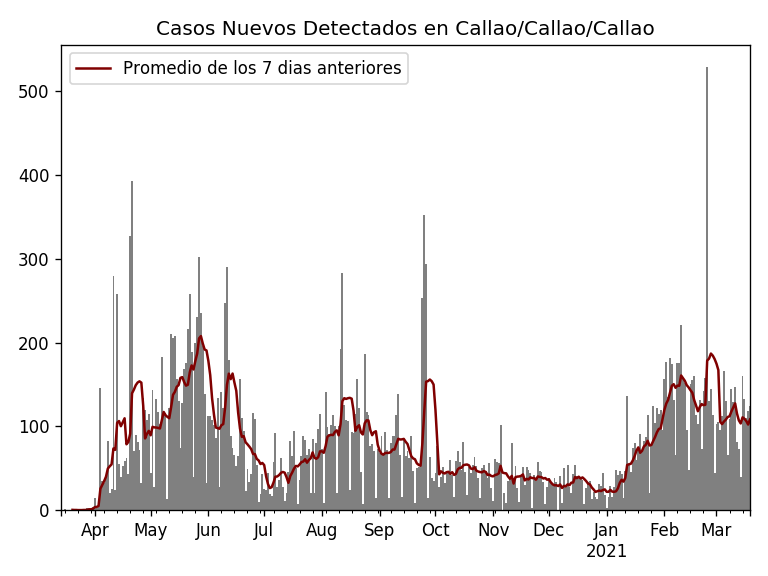 Casos Nuevos Detectados en Callao/Callao/Callao
Promedio de los 7 dias anteriores
500
400
300
200
100
0
Apr May Jun Jul Aug Sep Oct Nov Dec Jan Feb Mar
2021